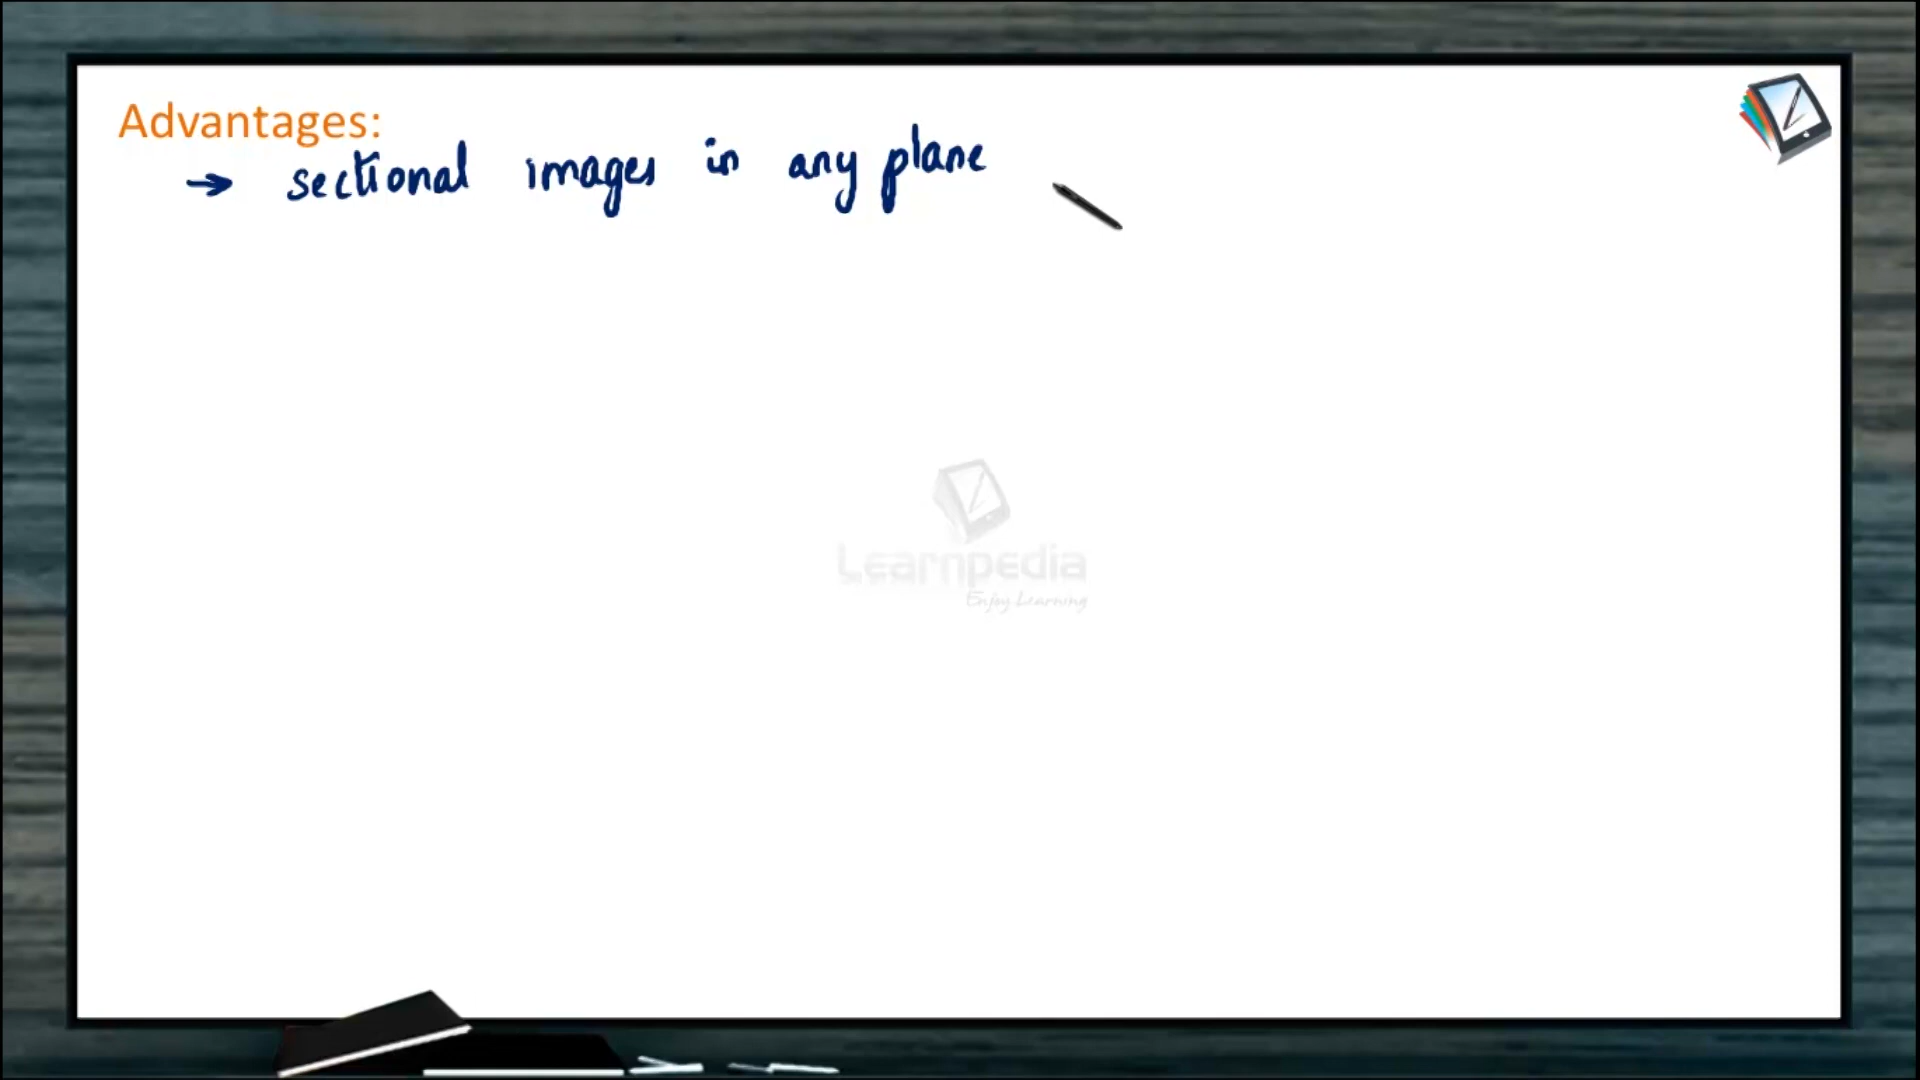 Advantages:
→ sectional images in any plane
Learnpedia
Enjoy Learning